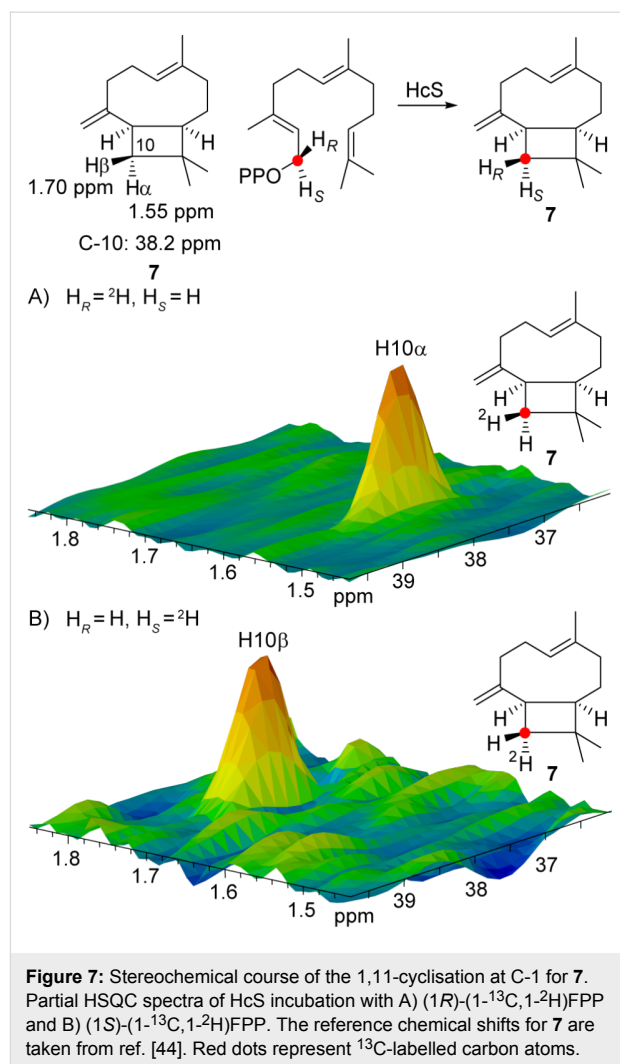 HcS
H H
10
Hβ
Hα
1.70 ppm
1.55 ppm
C-10: 38.2 ppm
7
PPO
H_R
H_S
H H
H_R
H_S
7
A) H_R = ²H, H_S = H
H10α
H H
²H
H
7
1.8
1.7
1.6
1.5
ppm
39
38
37
B) H_R = H, H_S = ²H
H10β
H H
H
²H
7
1.8
1.7
1.6
1.5
ppm
39
38
37
Figure 7: Stereochemical course of the 1,11-cyclisation at C-1 for 7.
Partial HSQC spectra of HcS incubation with A) (1R)-(1-¹³C,1-²H)FPP
and B) (1S)-(1-¹³C,1-²H)FPP. The reference chemical shifts for 7 are
taken from ref. [44]. Red dots represent ¹³C-labelled carbon atoms.